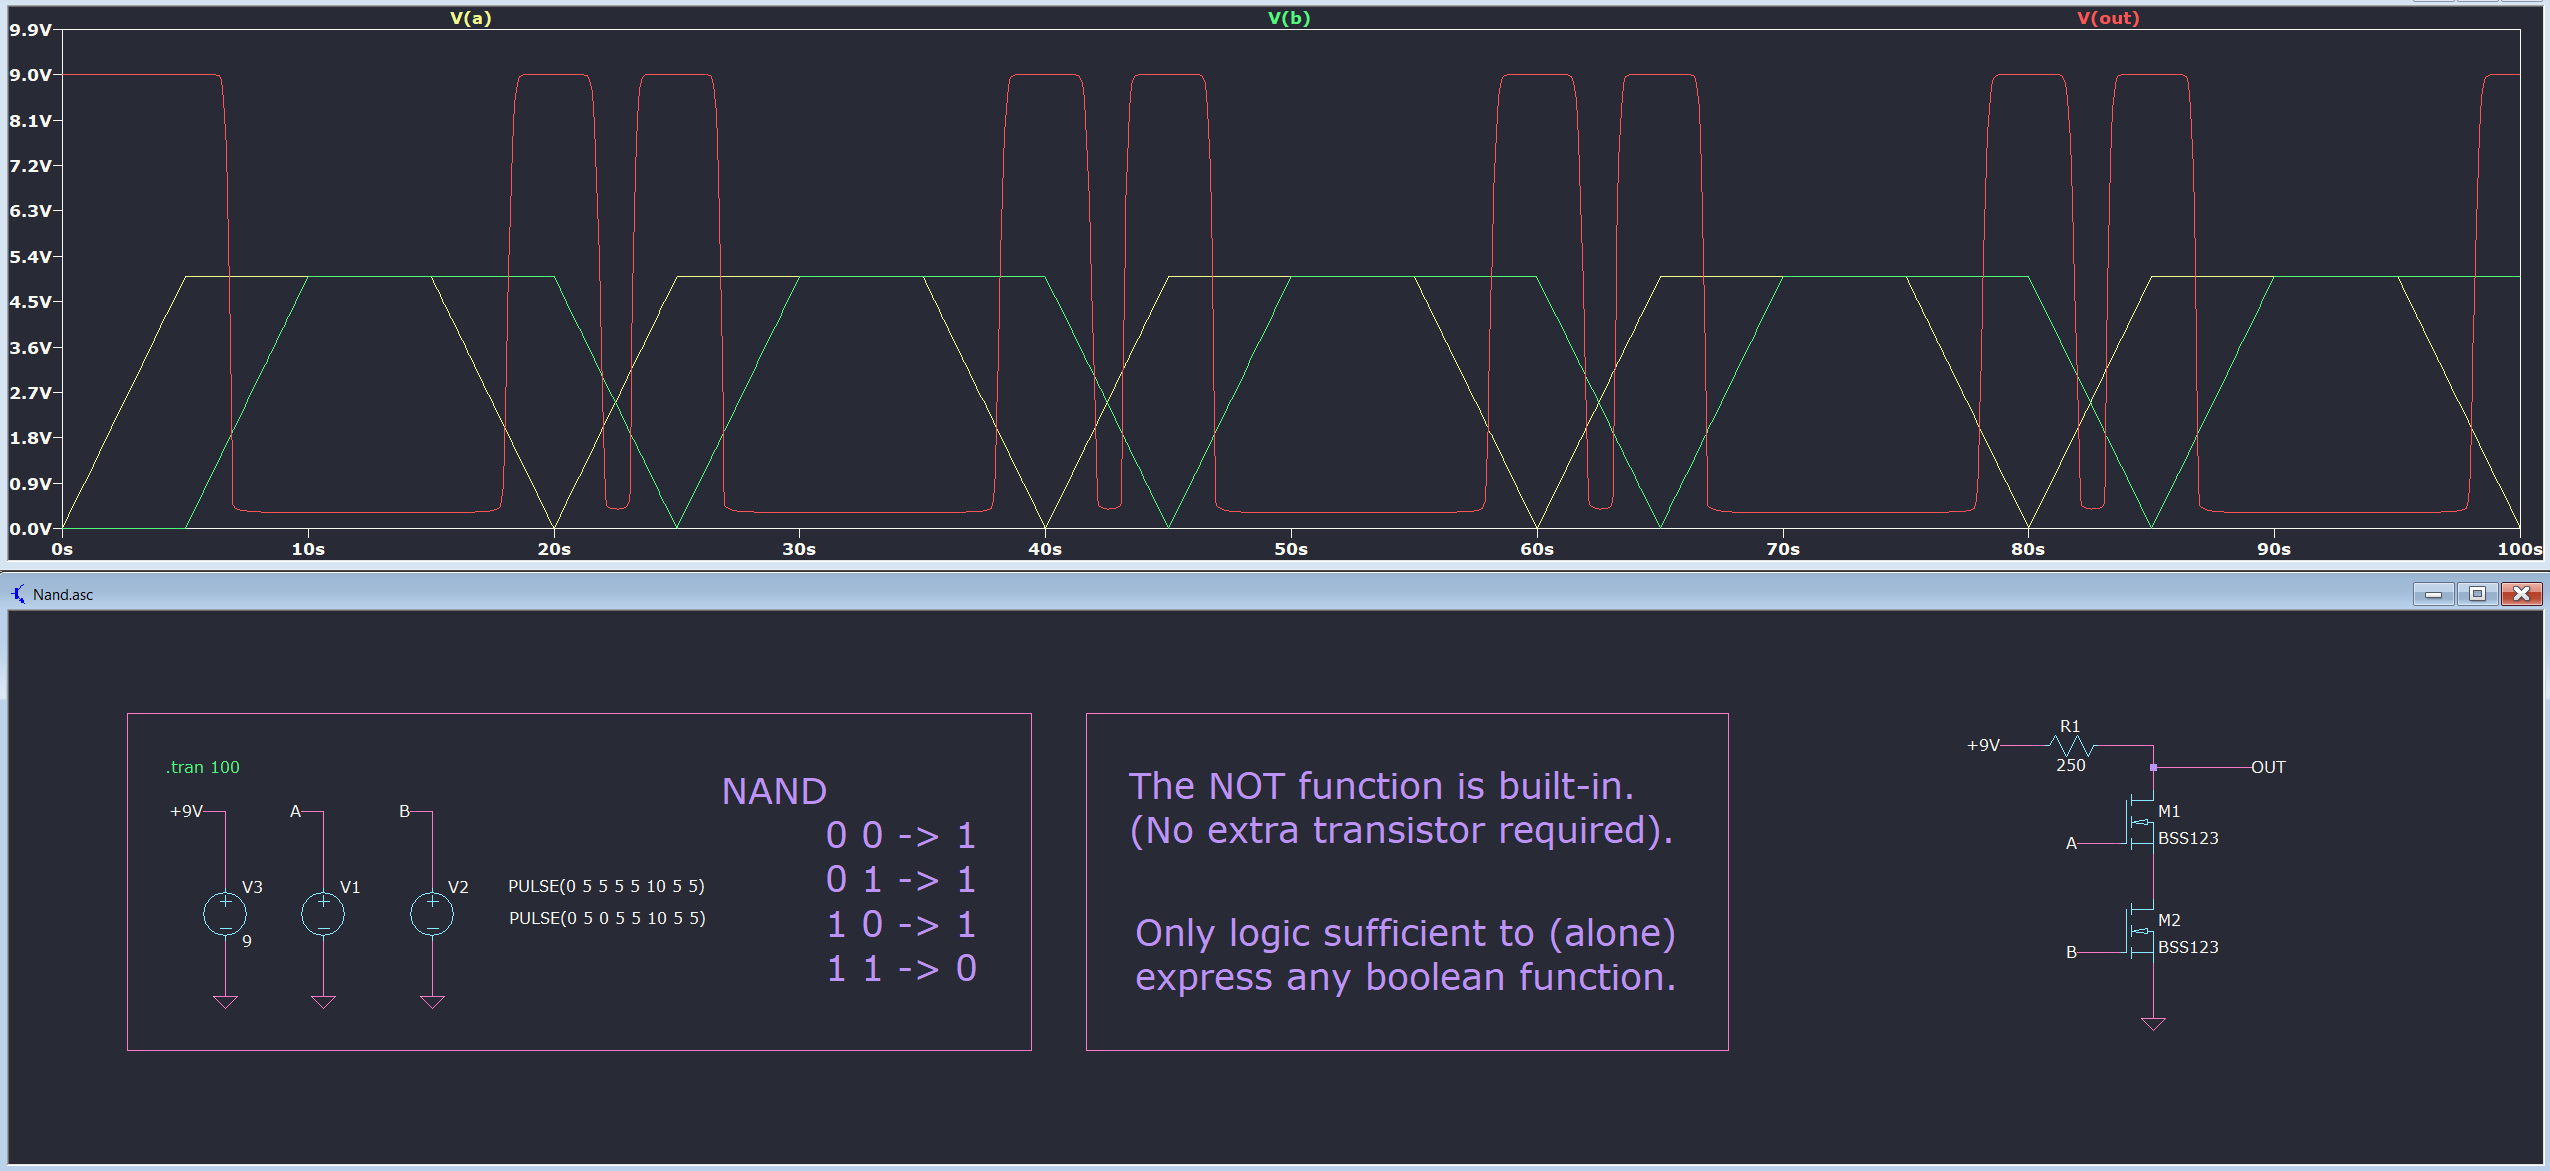 V(a) V(b) V(out)
9.9V
9.0V
8.1V
7.2V
6.3V
5.4V
4.5V
3.6V
2.7V
1.8V
0.9V
0.0V
0s 10s 20s 30s 40s 50s 60s 70s 80s 90s 100s
Nand.asc
.tran 100
+9V A B
V3 V1 V2
9
PULSE(0 5 5 5 5 10 5 5)
PULSE(0 5 0 5 5 10 5 5)
NAND
0 0 -> 1
0 1 -> 1
1 0 -> 1
1 1 -> 0
The NOT function is built-in.
(No extra transistor required).
Only logic sufficient to (alone)
express any boolean function.
R1
+9V
250
OUT
M1
BSS123
A
M2
BSS123
B